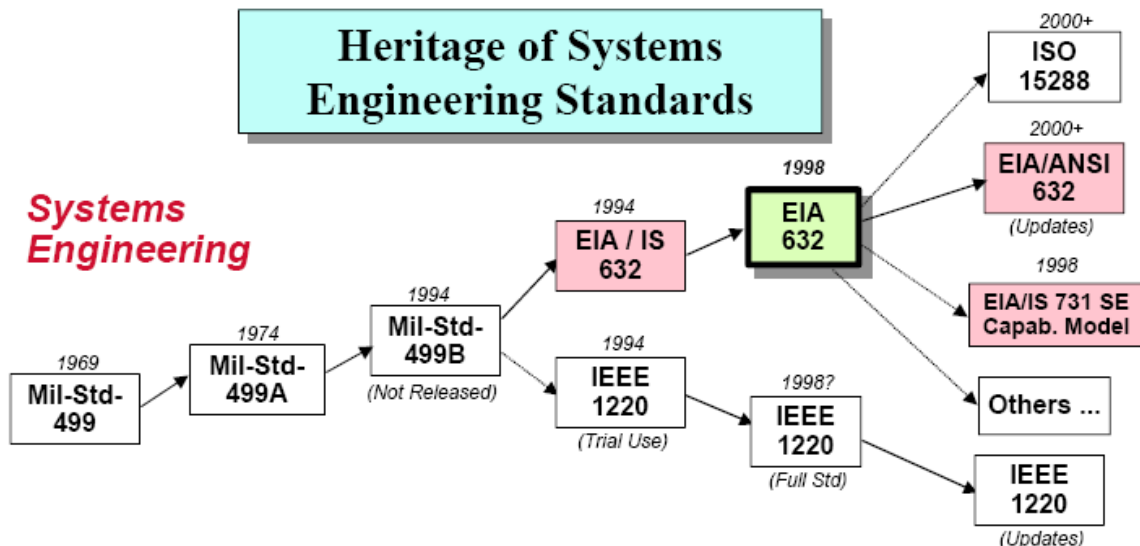 Heritage of Systems
Engineering Standards
Systems
Engineering
1969
Mil-Std-
499
1974
Mil-Std-
499A
1994
Mil-Std-
499B
(Not Released)
1994
EIA / IS
632
1994
IEEE
1220
(Trial Use)
1998
EIA
632
1998?
IEEE
1220
(Full Std)
2000+
ISO
15288
2000+
EIA/ANSI
632
(Updates)
1998
EIA/IS 731 SE
Capab. Model
Others ...
IEEE
1220
(Updates)